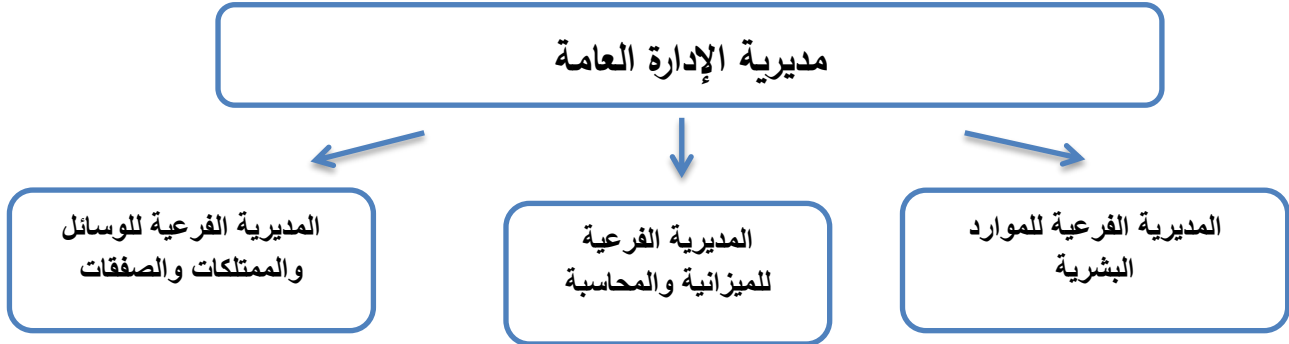 مديرية الإدارة العامة
المديرية الفرعية للموارد
البشرية
المديرية الفرعية
للميزانية والمحاسبة
المديرية الفرعية للوسائل
والممتلكات والصفقات